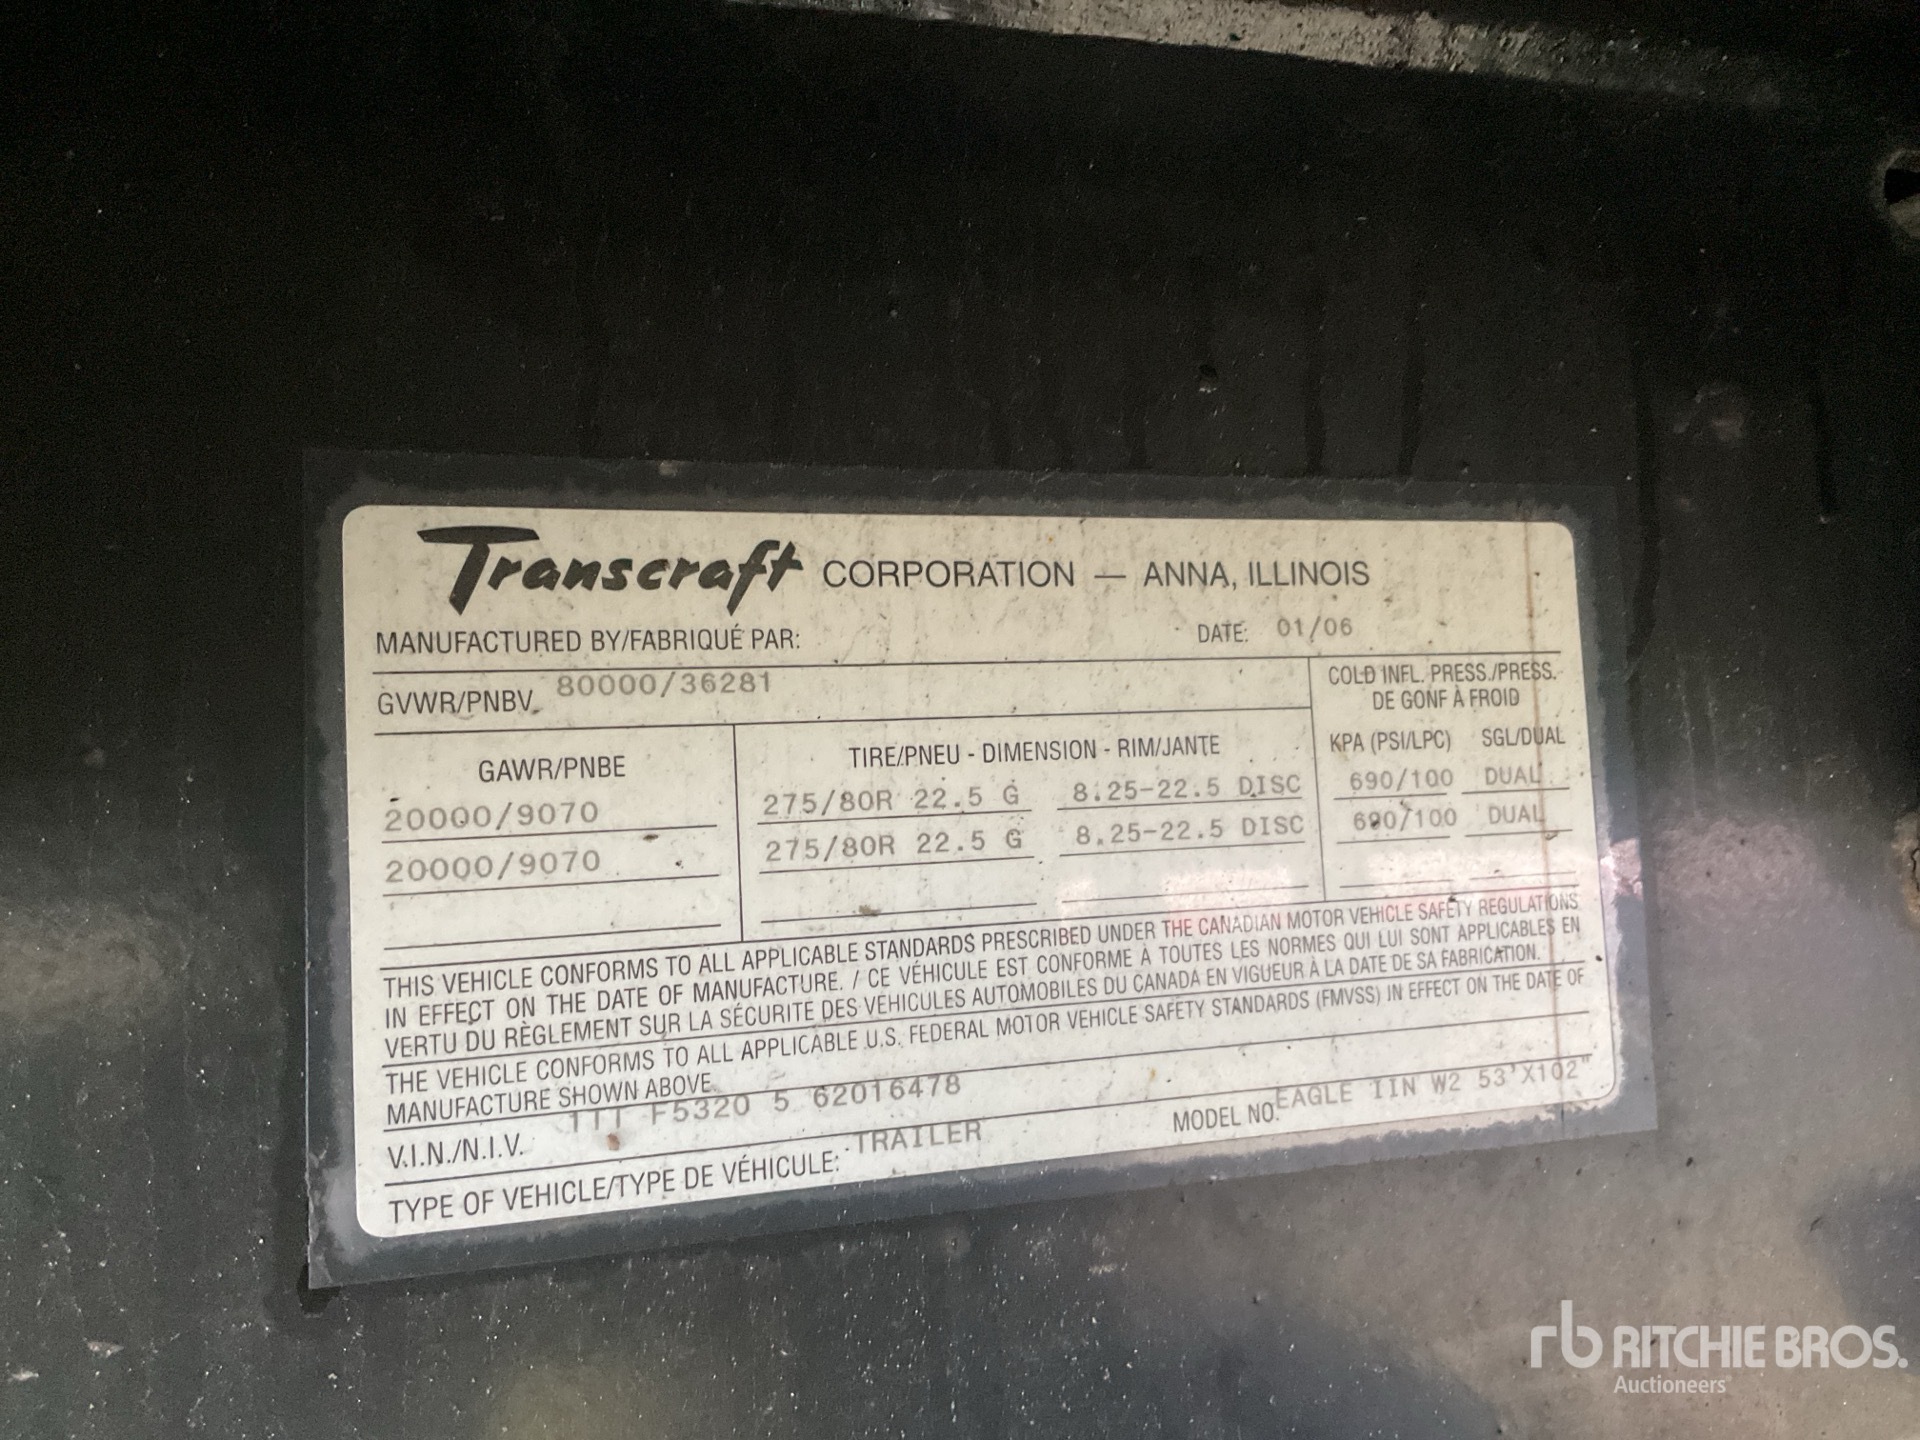 Transcraft CORPORATION — ANNA, ILLINOIS
MANUFACTURED BY/FABRIQUÉ PAR: DATE: 01/06
GVWR/PNBV 80000/36281
COLD INFL. PRESS./PRESS.
DE GONF À FROID
GAWR/PNBE TIRE/PNEU - DIMENSION - RIM/JANTE KPA (PSI/LPC) SGL/DUAL
20000/9070 275/80R 22.5 G 8.25-22.5 DISC 690/100 DUAL
20000/9070 275/80R 22.5 G 8.25-22.5 DISC 690/100 DUAL
THIS VEHICLE CONFORMS TO ALL APPLICABLE STANDARDS PRESCRIBED UNDER THE CANADIAN MOTOR VEHICLE SAFETY REGULATIONS
IN EFFECT ON THE DATE OF MANUFACTURE. / CE VÉHICULE EST CONFORME À TOUTES LES NORMES QUI LUI SONT APPLICABLES EN
VERTU DU RÈGLEMENT SUR LA SÉCURITE DES VÉHICULES AUTOMOBILES DU CANADA EN VIGUEUR À LA DATE DE SA FABRICATION.
THE VEHICLE CONFORMS TO ALL APPLICABLE U.S. FEDERAL MOTOR VEHICLE SAFETY STANDARDS (FMVSS) IN EFFECT ON THE DATE OF
MANUFACTURE SHOWN ABOVE.
V.I.N./N.I.V. 1TT F5320 5 62016478
TYPE OF VEHICLE/TYPE DE VÉHICULE: TRAILER MODEL NO. EAGLE IIN W2 53'X102"
rb RITCHIE BROS.
Auctioneers